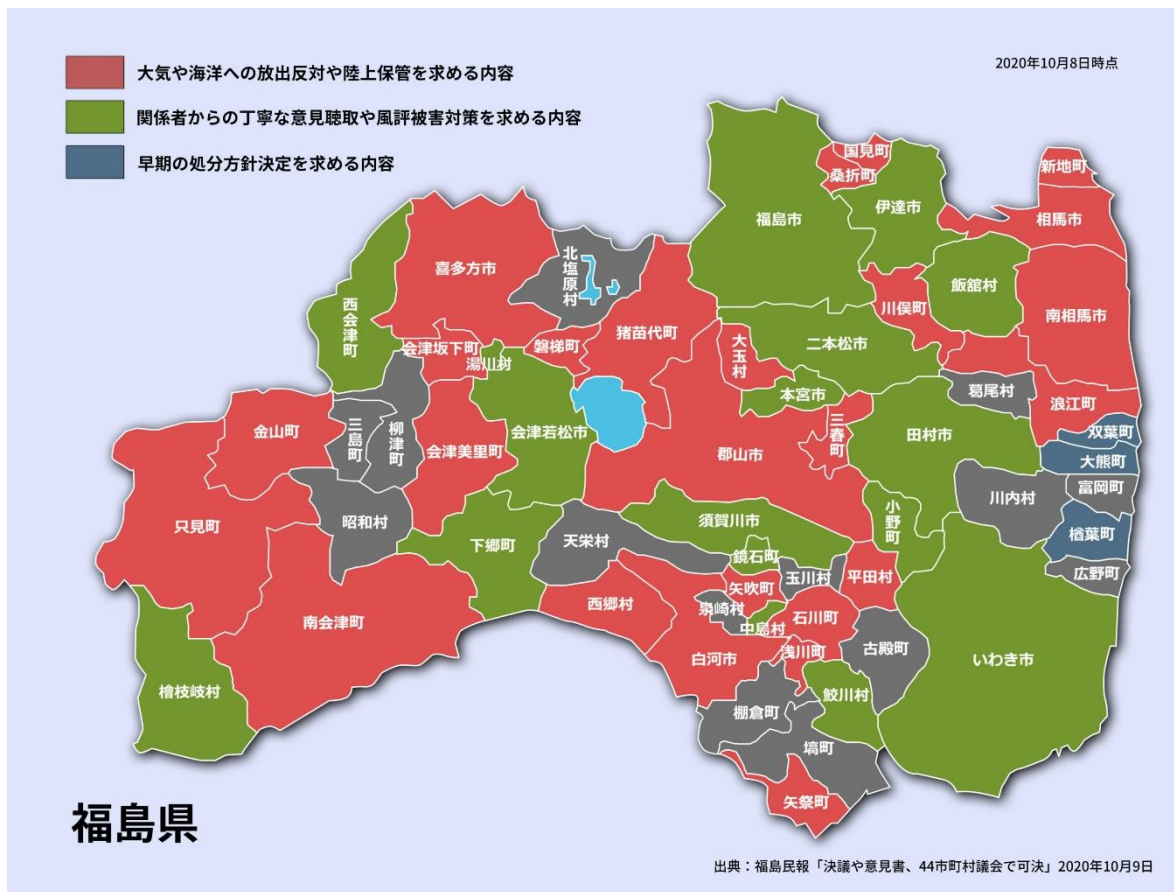 大気や海洋への放出反対や陸上保管を求める内容
2020年10月8日時点
関係者からの丁寧な意見聴取や風評被害対策を求める内容
早期の処分方針決定を求める内容
国見町
桑折町
新地町
伊達市
相馬市
福島市
北塩原村
喜多方市
飯舘村
西会津町
川俣町
南相馬市
猪苗代町
大玉村
二本松市
会津坂下町
磐梯町
湯川村
本宮市
葛尾村
浪江町
三島町
柳津町
金山町
会津若松市
三春町
双葉町
田村市
会津美里町
郡山市
大熊町
富岡町
川内村
小野町
只見町
昭和村
須賀川市
楢葉町
下郷町
天栄村
鏡石町
広野町
玉川村
平田村
矢吹町
西郷村
泉崎村
石川町
中島村
南会津町
古殿町
浅川町
白河市
いわき市
檜枝岐村
鮫川村
棚倉町
塙町
矢祭町
福島県
出典：福島民報「決議や意見書、44市町村議会で可決」2020年10月9日